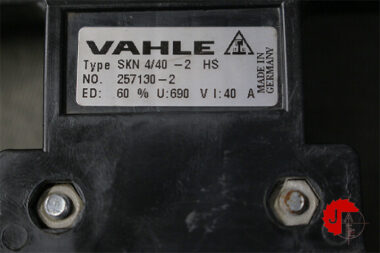 VAHLE
Type SKN 4/40 -2 HS
NO. 257130-2
ED: 60 % U:690 V I:40 A
MADE IN
GERMANY